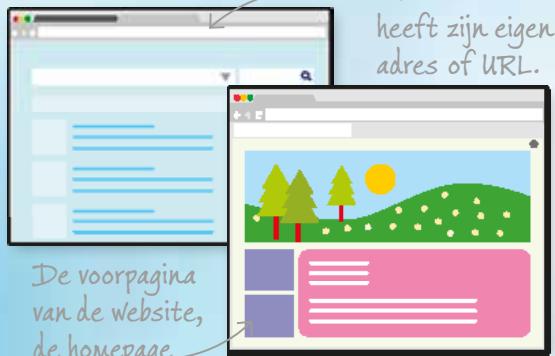 heeft zijn eigen
adres of URL.
De voorpagina
van de website,
de homepage